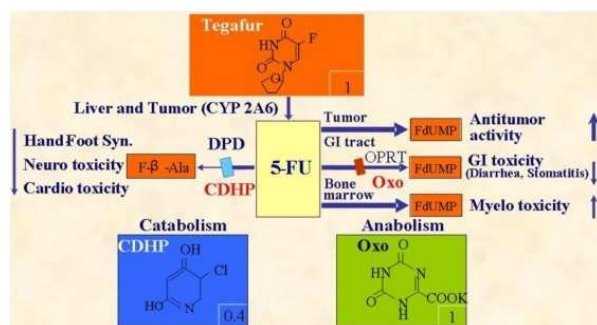 Tegafur
O
HN
F
O
N
O
1
Liver and Tumor (CYP 2A6)
Tumor
FdUMP
Antitumor
activity
GI tract
Hand-Foot Syn.
Neuro toxicity
Cardio toxicity
F-β -Ala
DPD
CDHP
5-FU
OPRT
Oxo
FdUMP
GI toxicity
(Diarrhea, Stomatitis)
Bone
marrow
FdUMP
Myelo toxicity
Catabolism
CDHP
OH
Cl
HO
N
0.4
Anabolism
Oxo
O
HN
N
O
N
H
COOK
1